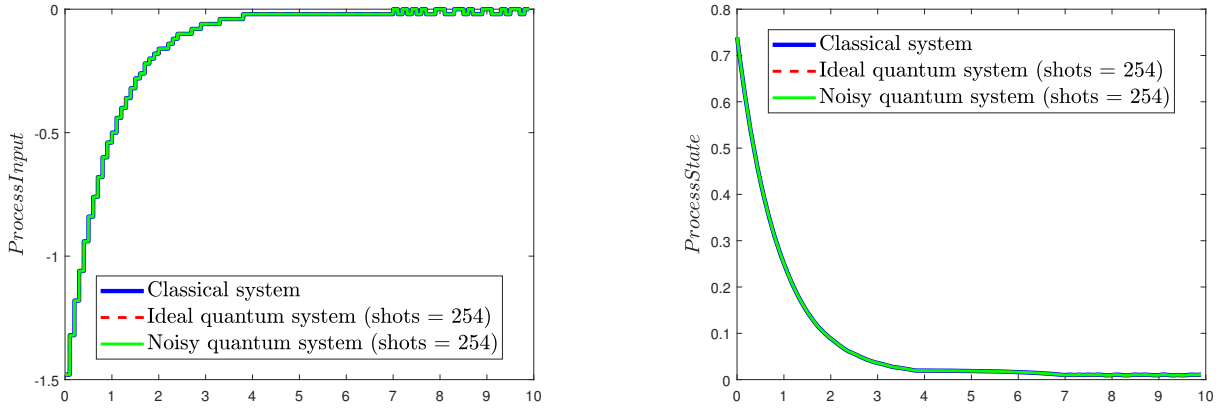 0
-0.5
-1
-1.5
ProcessInput
Classical system
Ideal quantum system (shots = 254)
Noisy quantum system (shots = 254)
0 1 2 3 4 5 6 7 8 9 10
0.8
0.7
0.6
0.5
0.4
0.3
0.2
0.1
0
ProcessState
Classical system
Ideal quantum system (shots = 254)
Noisy quantum system (shots = 254)
0 1 2 3 4 5 6 7 8 9 10